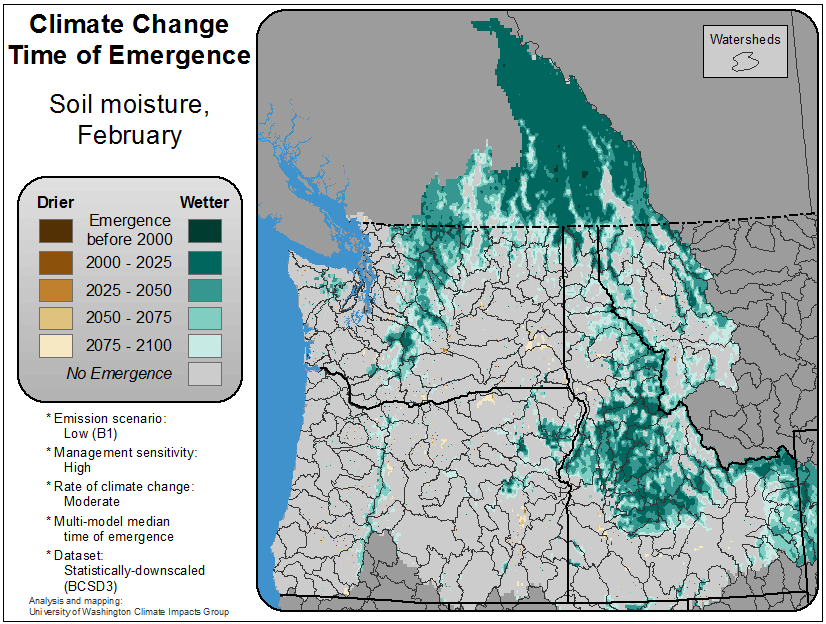 Climate Change
Time of Emergence
Soil moisture,
February
Drier
Wetter
Emergence
before 2000
2000 - 2025
2025 - 2050
2050 - 2075
2075 - 2100
No Emergence
* Emission scenario:
Low (B1)
* Management sensitivity:
High
* Rate of climate change:
Moderate
* Multi-model median
time of emergence
* Dataset:
Statistically-downscaled
(BCSD3)
Analysis and mapping:
University of Washington Climate Impacts Group
Watersheds